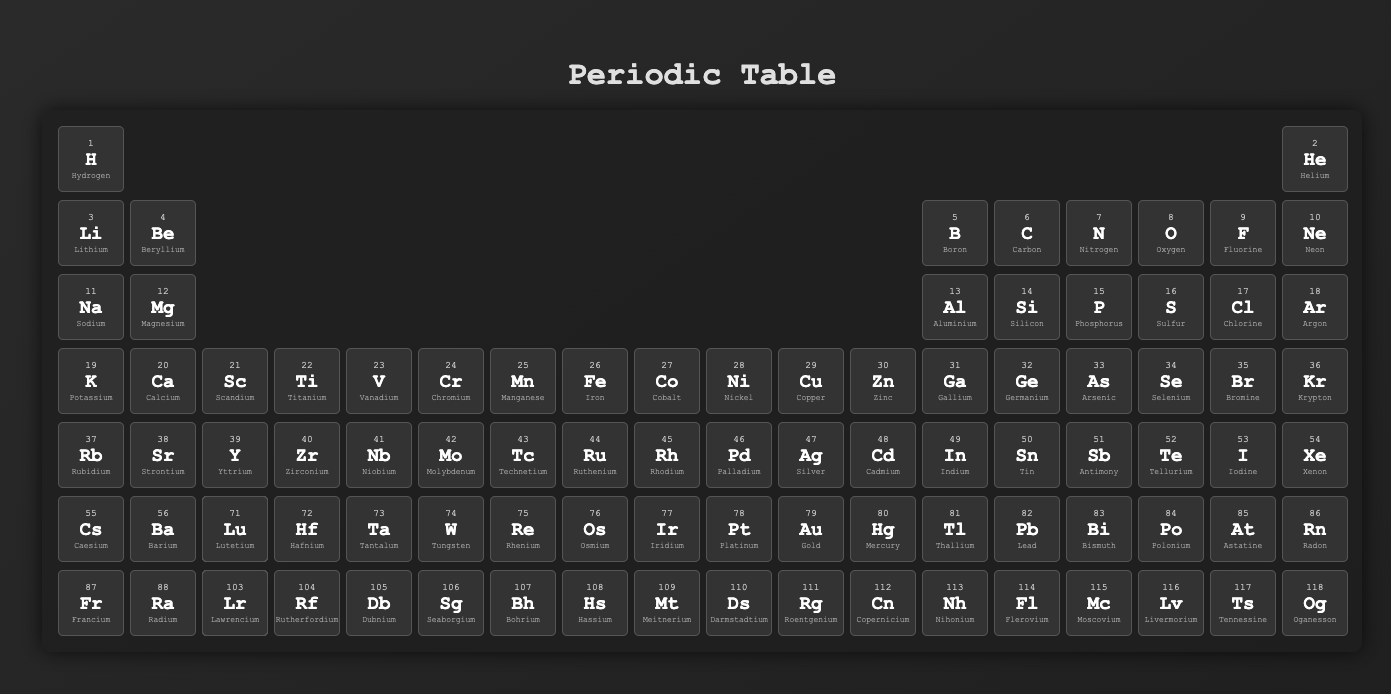 Periodic Table
1 2
H He
Hydrogen Helium
3 4 5 6 7 8 9 10
Li Be B C N O F Ne
Lithium Beryllium Boron Carbon Nitrogen Oxygen Fluorine Neon
11 12 13 14 15 16 17 18
Na Mg Al Si P S Cl Ar
Sodium Magnesium Aluminium Silicon Phosphorus Sulfur Chlorine Argon
19 20 21 22 23 24 25 26 27 28 29 30 31 32 33 34 35 36
K Ca Sc Ti V Cr Mn Fe Co Ni Cu Zn Ga Ge As Se Br Kr
Potassium Calcium Scandium Titanium Vanadium Chromium Manganese Iron Cobalt Nickel Copper Zinc Gallium Germanium Arsenic Selenium Bromine Krypton
37 38 39 40 41 42 43 44 45 46 47 48 49 50 51 52 53 54
Rb Sr Y Zr Nb Mo Tc Ru Rh Pd Ag Cd In Sn Sb Te I Xe
Rubidium Strontium Yttrium Zirconium Niobium Molybdenum Technetium Ruthenium Rhodium Palladium Silver Cadmium Indium Tin Antimony Tellurium Iodine Xenon
55 56 71 72 73 74 75 76 77 78 79 80 81 82 83 84 85 86
Cs Ba Lu Hf Ta W Re Os Ir Pt Au Hg Tl Pb Bi Po At Rn
Caesium Barium Lutetium Hafnium Tantalum Tungsten Rhenium Osmium Iridium Platinum Gold Mercury Thallium Lead Bismuth Polonium Astatine Radon
87 88 103 104 105 106 107 108 109 110 111 112 113 114 115 116 117 118
Fr Ra Lr Rf Db Sg Bh Hs Mt Ds Rg Cn Nh Fl Mc Lv Ts Og
Francium Radium Lawrencium Rutherfordium Dubnium Seaborgium Bohrium Hassium Meitnerium Darmstadtium Roentgenium Copernicium Nihonium Flerovium Moscovium Livermorium Tennessine Oganesson